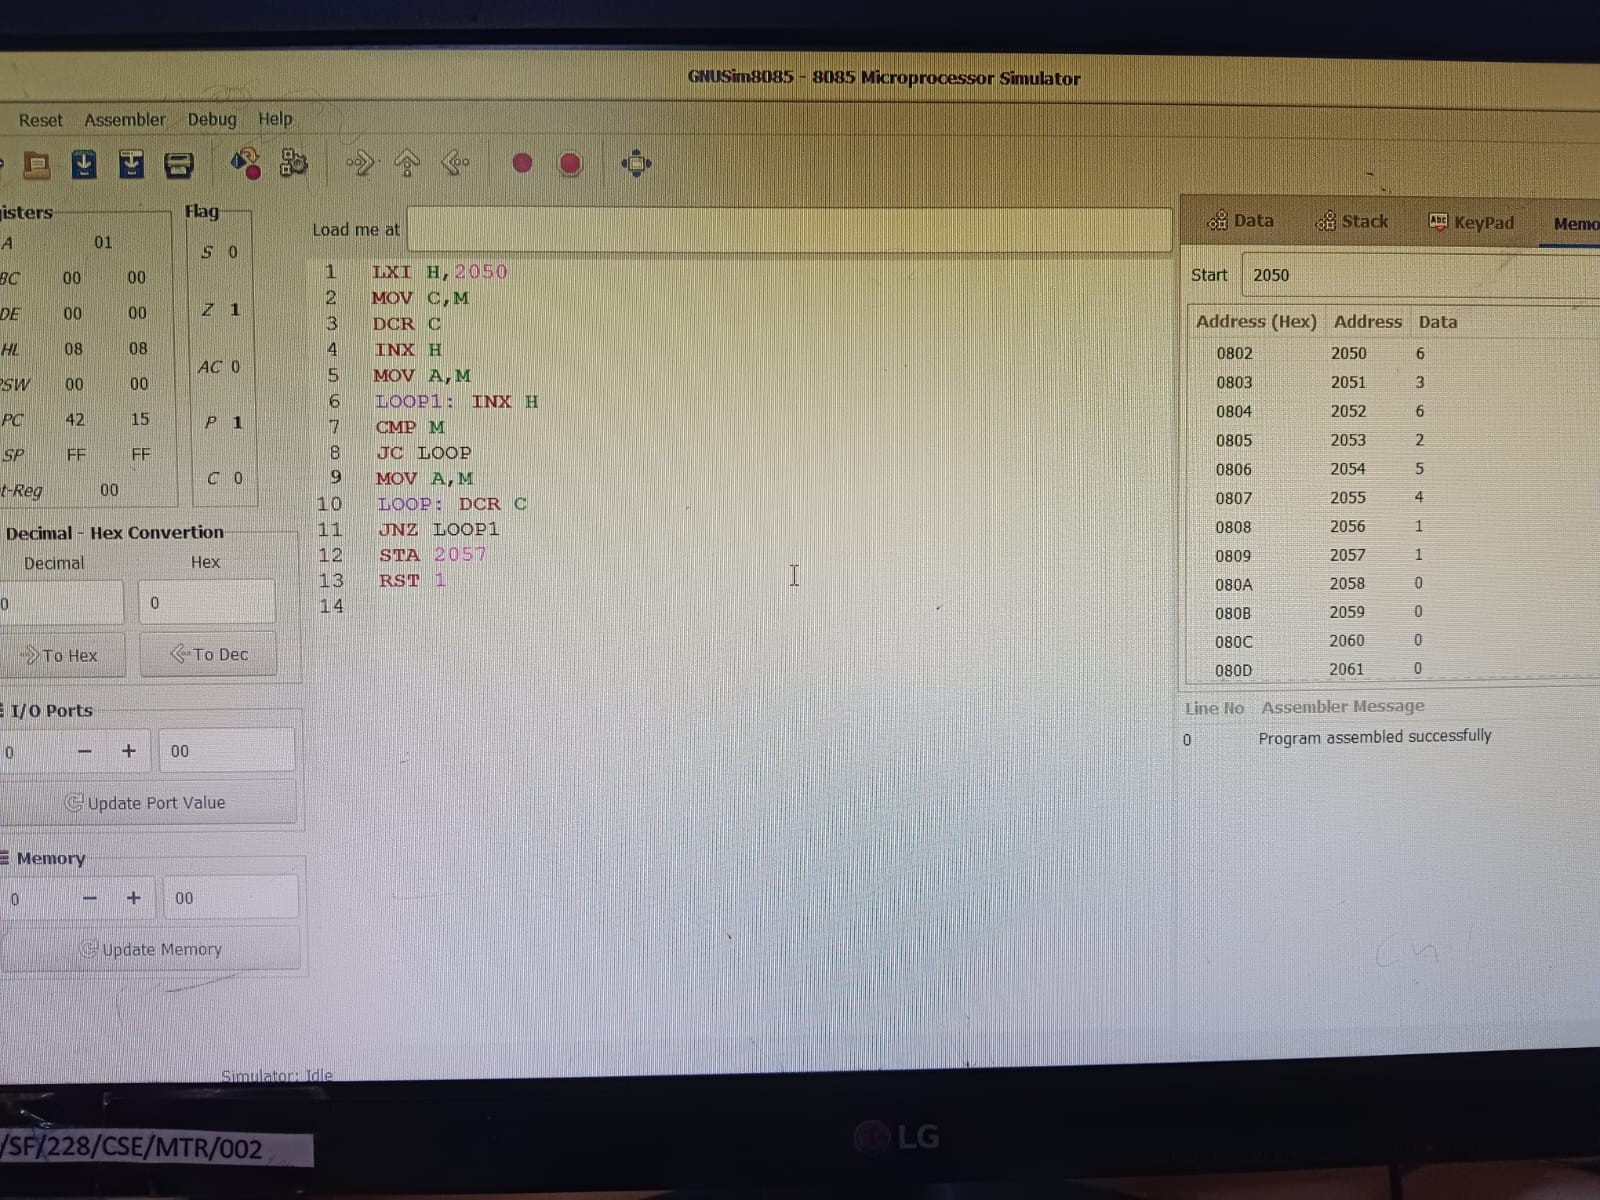 GNUSim8085 - 8085 Microprocessor Simulator
Reset Assembler Debug Help
isters
A 01
BC 00 00
DE 00 00
HL 08 08
PSW 00 00
PC 42 15
SP FF FF
t-Reg 00
Flag
S 0
Z 1
AC 0
P 1
C 0
Decimal - Hex Convertion
Decimal Hex
0 0
To Hex To Dec
I/O Ports
0 − + 00
Update Port Value
Memory
0 − + 00
Update Memory
Load me at
1 LXI H,2050
2 MOV C,M
3 DCR C
4 INX H
5 MOV A,M
6 LOOP1: INX H
7 CMP M
8 JC LOOP
9 MOV A,M
10 LOOP: DCR C
11 JNZ LOOP1
12 STA 2057
13 RST 1
14
Data Stack ABC KeyPad Memo
Start 2050
Address (Hex) Address Data
0802 2050 6
0803 2051 3
0804 2052 6
0805 2053 2
0806 2054 5
0807 2055 4
0808 2056 1
0809 2057 1
080A 2058 0
080B 2059 0
080C 2060 0
080D 2061 0
Line No Assembler Message
0 Program assembled successfully
Simulator: Idle
/SF/228/CSE/MTR/002
LG